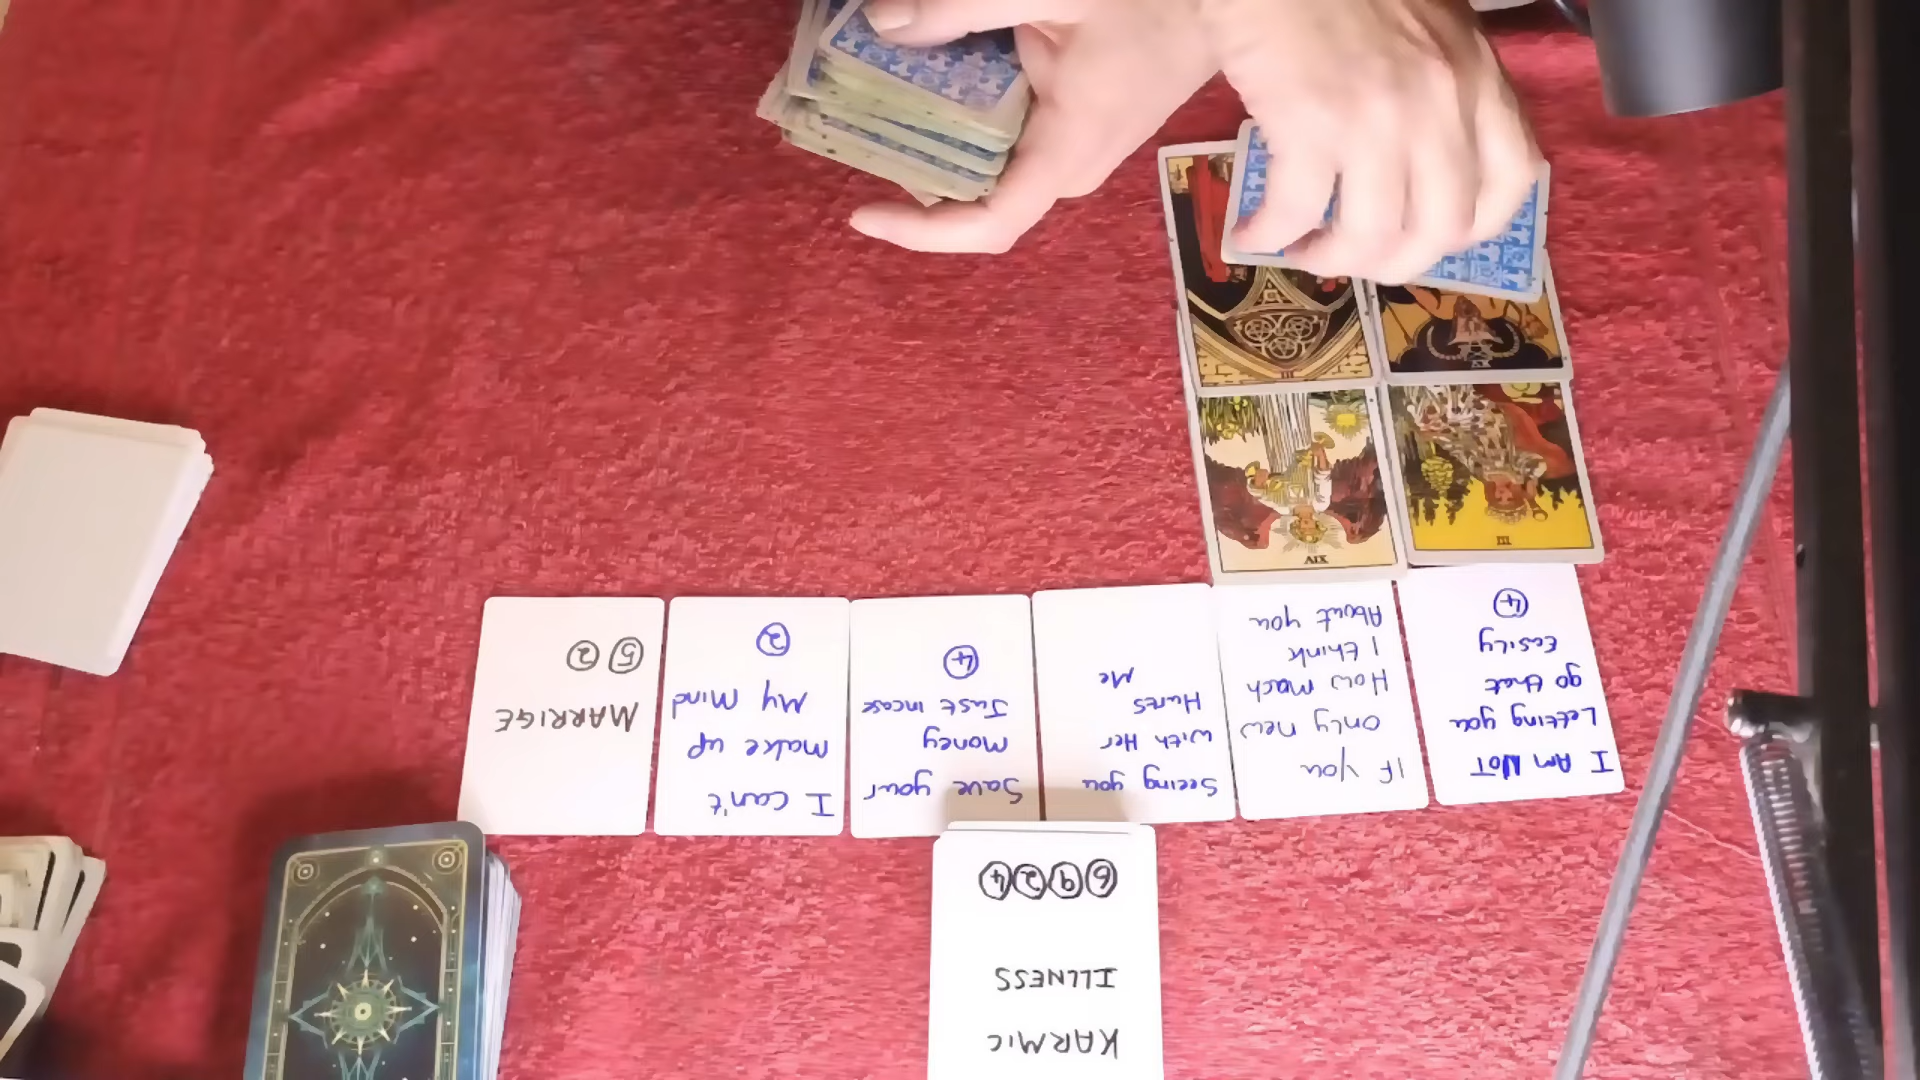 KARMIC
ILLNESS
6 9 2 4
I Am NOT
Letting you
go that
Easily
4
IF you
only new
How much
I think
About you
Seeing you
with Her
Hurts
Me
Save your
money
Just incase
4
I can't
make up
My Mind
2
MARRIGE
5 2
III
XIV
XV
III